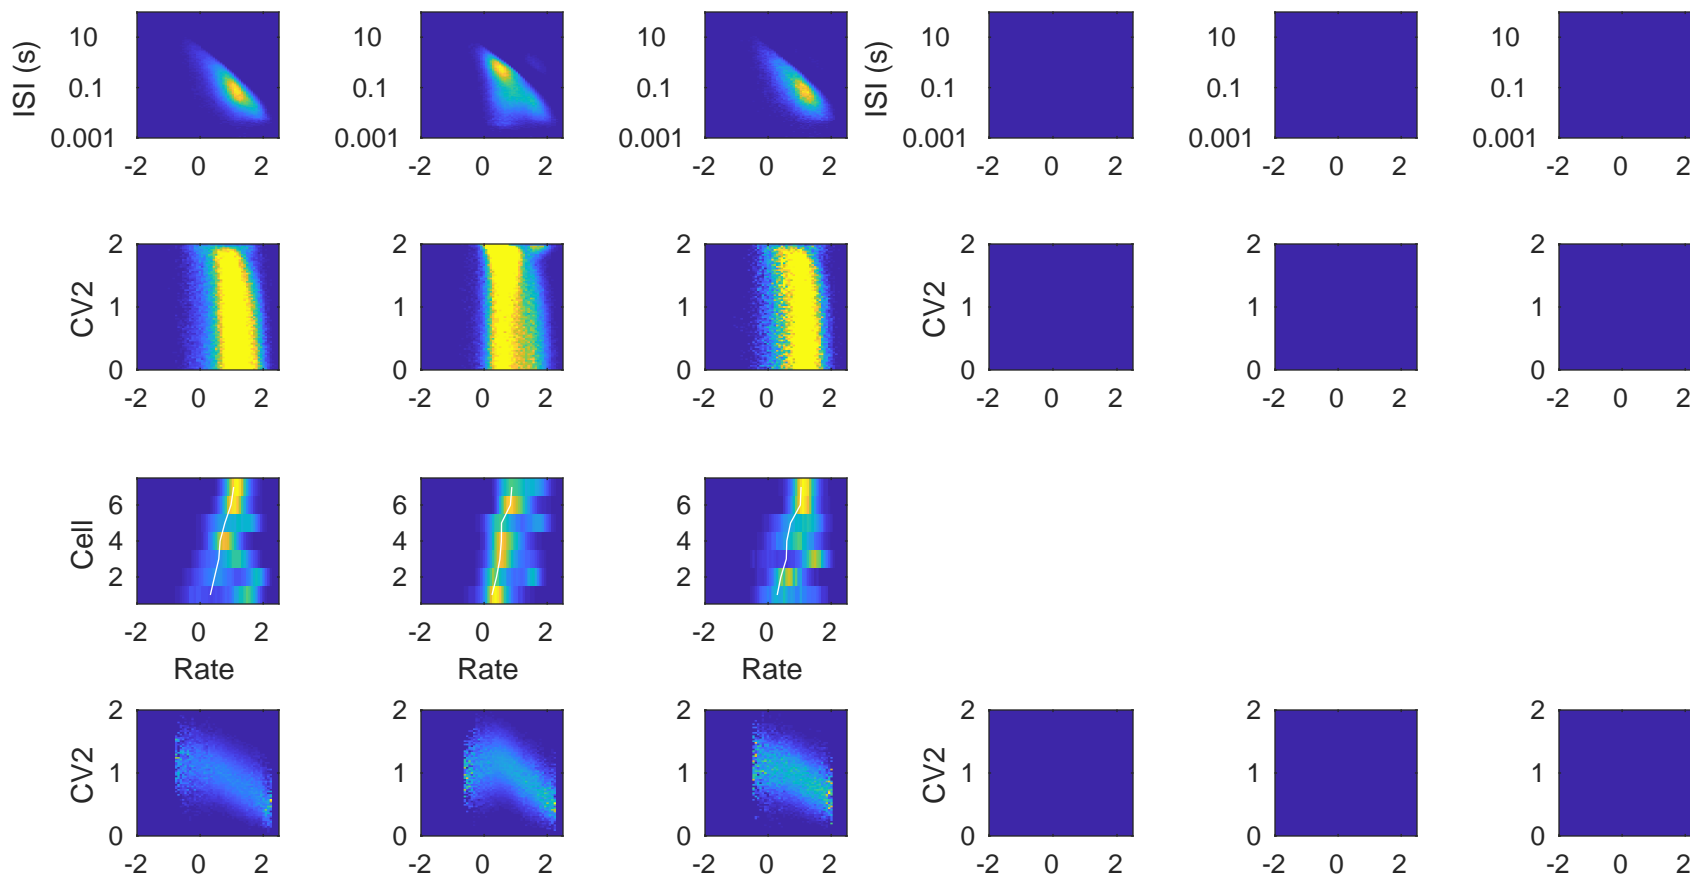 10 10 10 10 10 10
ISI (s) ISI (s)
0.1 0.1 0.1 0.1 0.1 0.1
0.001 0.001 0.001 0.001 0.001 0.001
-2 0 2 -2 0 2 -2 0 2 -2 0 2 -2 0 2 -2 0 2
2 2 2 2 2 2
CV2 1 1 1 CV2 1 1 1
0 0 0 0 0 0
-2 0 2 -2 0 2 -2 0 2 -2 0 2 -2 0 2 -2 0 2
6 6 6
Cell 4 4 4
2 2 2
-2 0 2 -2 0 2 -2 0 2
Rate Rate Rate
2 2 2 2 2 2
CV2 1 1 1 CV2 1 1 1
0 0 0 0 0 0
-2 0 2 -2 0 2 -2 0 2 -2 0 2 -2 0 2 -2 0 2